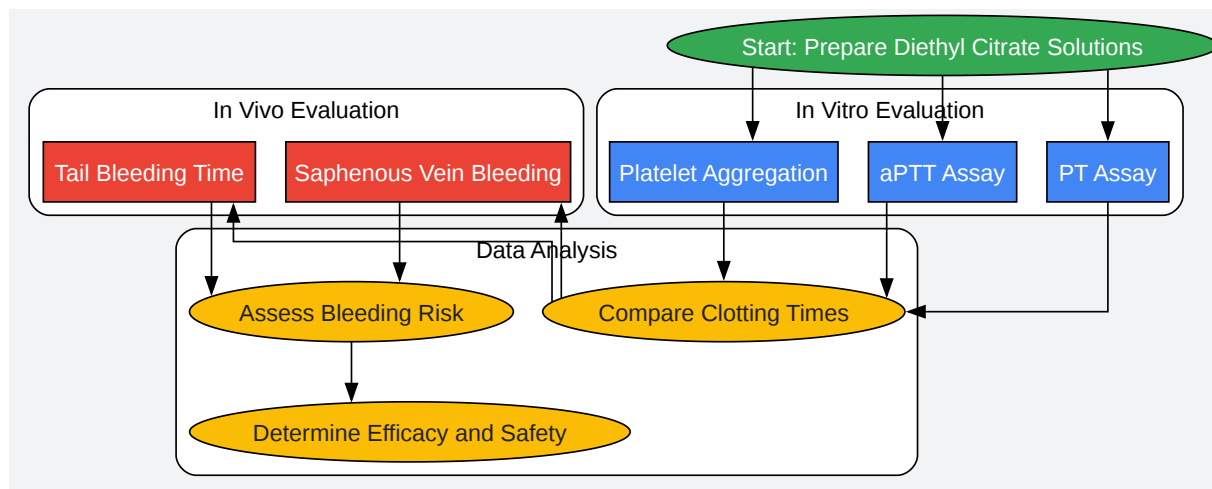 Start: Prepare Diethyl Citrate Solutions
In Vivo Evaluation
In Vitro Evaluation
Tail Bleeding Time
Saphenous Vein Bleeding
Platelet Aggregation
aPTT Assay
PT Assay
Data Analysis
Assess Bleeding Risk
Compare Clotting Times
Determine Efficacy and Safety